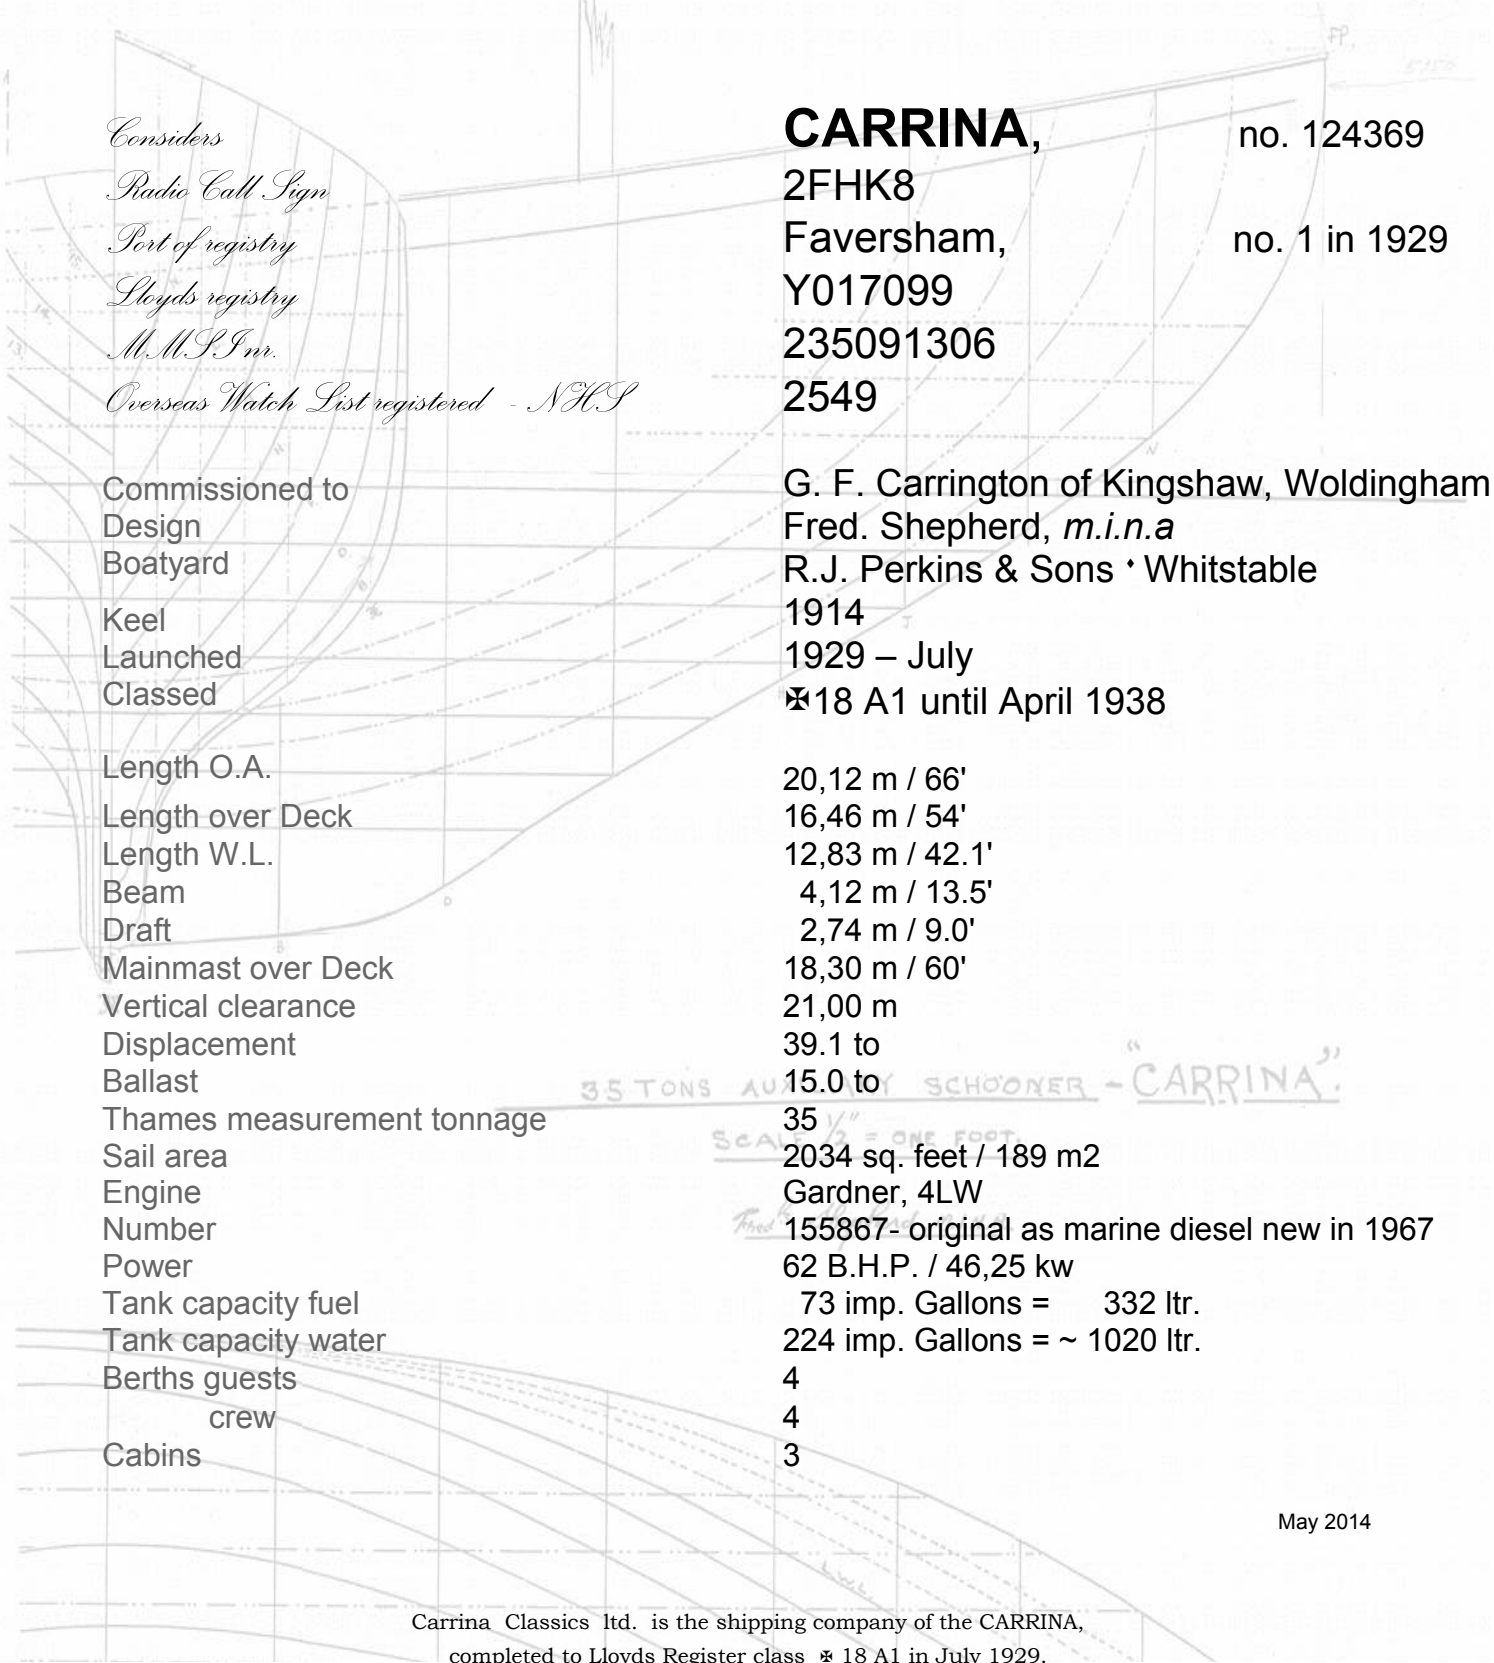 Considers CARRINA, no. 124369
Radio Call Sign 2FHK8
Port of registry Faversham, no. 1 in 1929
Lloyds registry Y017099
MMSI nr. 235091306
Overseas Watch List registered - NHS 2549
Commissioned to G. F. Carrington of Kingshaw, Woldingham
Design Fred. Shepherd, m.i.n.a
Boatyard R.J. Perkins & Sons ♦ Whitstable
Keel 1914
Launched 1929 – July
Classed ✠18 A1 until April 1938
Length O.A. 20,12 m / 66'
Length over Deck 16,46 m / 54'
Length W.L. 12,83 m / 42.1'
Beam 4,12 m / 13.5'
Draft 2,74 m / 9.0'
Mainmast over Deck 18,30 m / 60'
Vertical clearance 21,00 m
Displacement 39.1 to
Ballast 15.0 to
Thames measurement tonnage 35
Sail area 2034 sq. feet / 189 m2
Engine Gardner, 4LW
Number 155867- original as marine diesel new in 1967
Power 62 B.H.P. / 46,25 kw
Tank capacity fuel 73 imp. Gallons = 332 ltr.
Tank capacity water 224 imp. Gallons = ~ 1020 ltr.
Berths guests 4
crew 4
Cabins 3
May 2014
Carrina Classics ltd. is the shipping company of the CARRINA,
completed to Lloyds Register class ✠ 18 A1 in July 1929.
FP.
35 TONS AUXILIARY SCHOONER - "CARRINA".
SCALE 1/2" = ONE FOOT.
L.W.L.